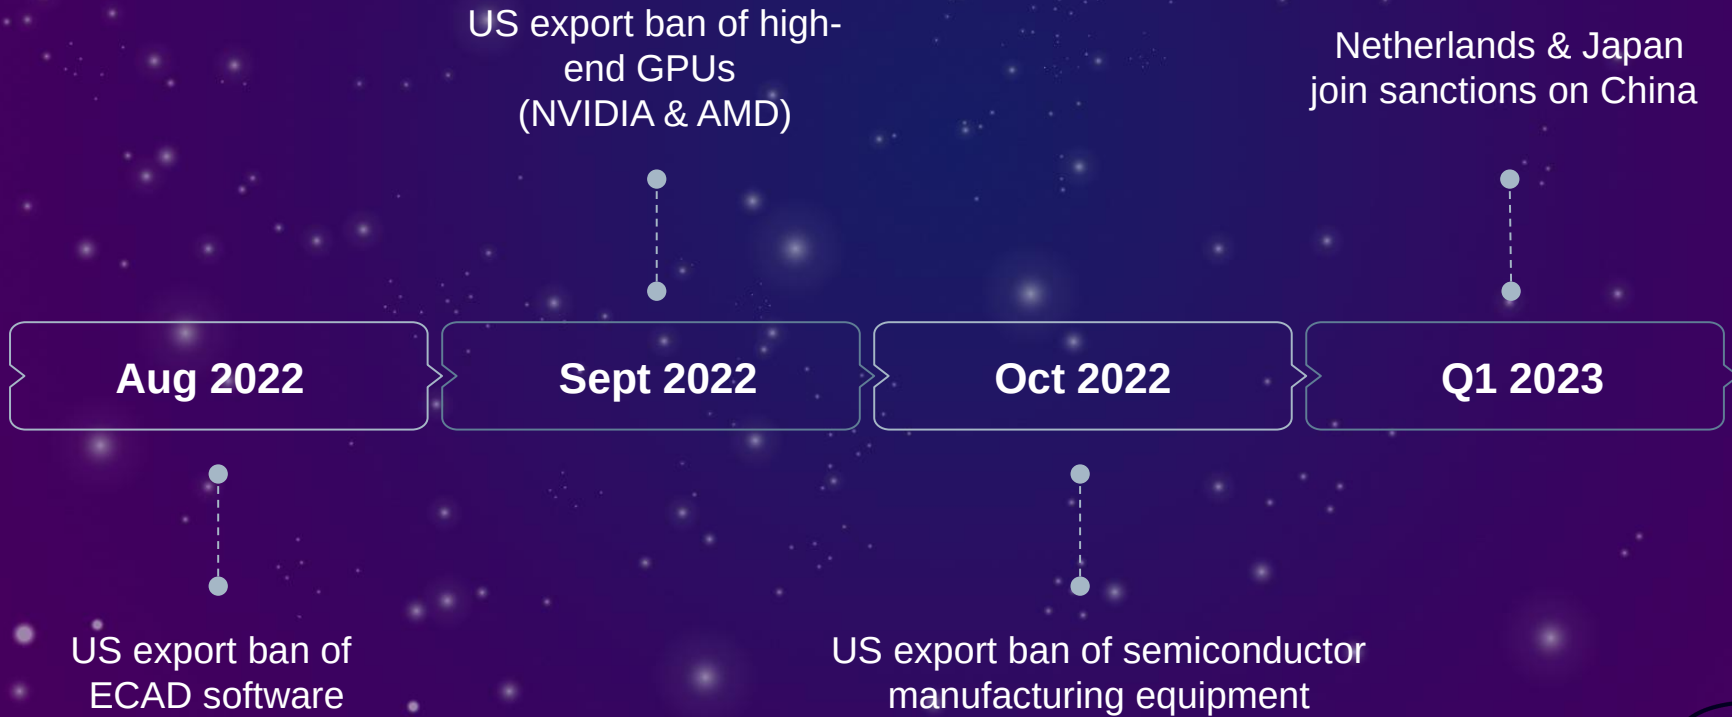 US export ban of high-
end GPUs
(NVIDIA & AMD)
Netherlands & Japan
join sanctions on China
Aug 2022
Sept 2022
Oct 2022
Q1 2023
US export ban of
ECAD software
US export ban of semiconductor
manufacturing equipment